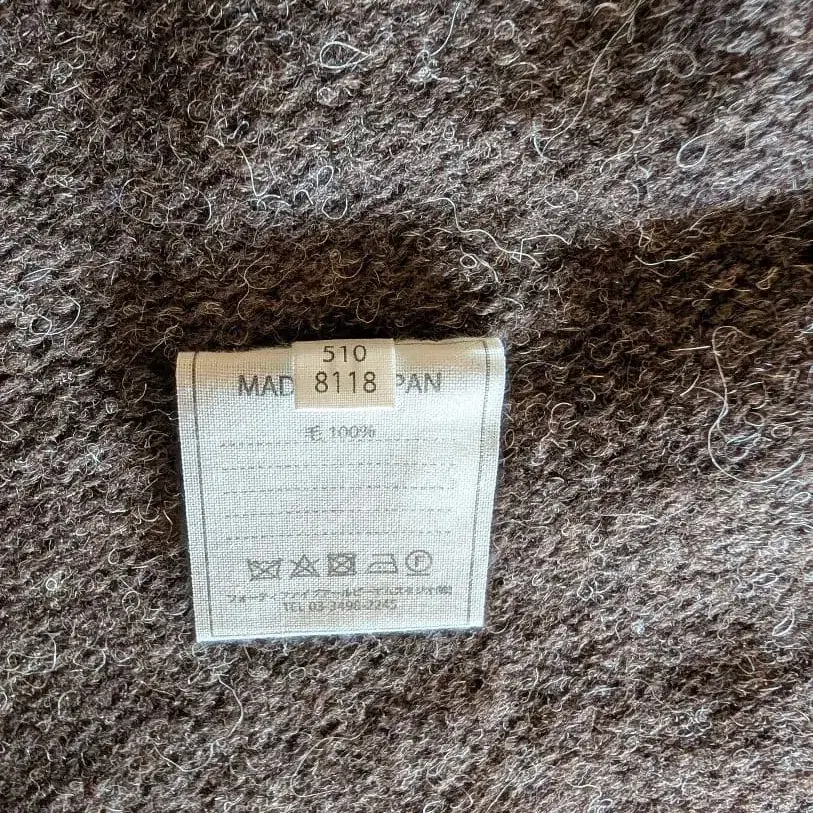 510
8118
MAD PAN
毛 100%
フォーティファイブアールピーエムスタジオ(株)
TEL 03-3496-2245